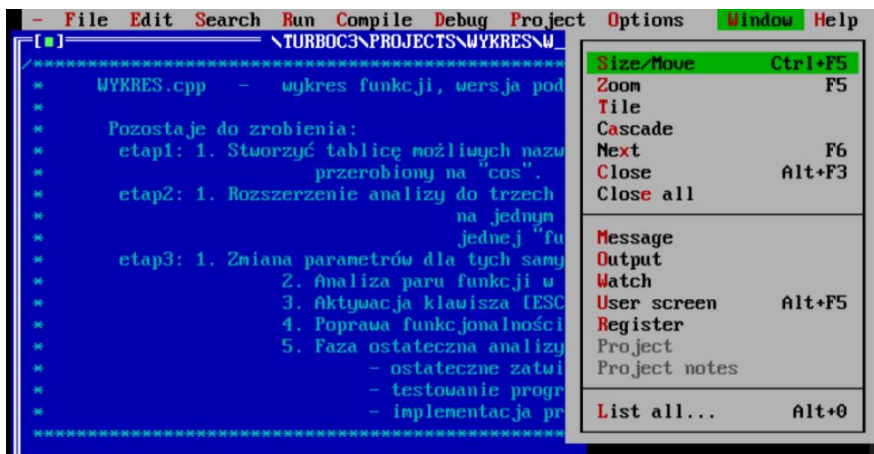 - File Edit Search Run Compile Debug Project Options Window Help
[■] \TURBOC3\PROJECTS\WYKRES\W_
/********************************************
* WYKRES.cpp - wykres funkcji, wersja pod
*
* Pozostaje do zrobienia:
* etap1: 1. Stworzyć tablicę możliwych nazw
* przerobiony na "cos".
* etap2: 1. Rozszerzenie analizy do trzech
* na jednym
* jednej "fu
* etap3: 1. Zmiana parametrów dla tych samy
* 2. Analiza paru funkcji w
* 3. Aktywacja klawisza [ESC
* 4. Poprawa funkcjonalności
* 5. Faza ostateczna analizy
* - ostateczne zatwi
* - testowanie progr
* - implementacja pr
********************************************
Size/Move Ctrl+F5
Zoom F5
Tile
Cascade
Next F6
Close Alt+F3
Close all
Message
Output
Watch
User screen Alt+F5
Register
Project
Project notes
List all... Alt+0